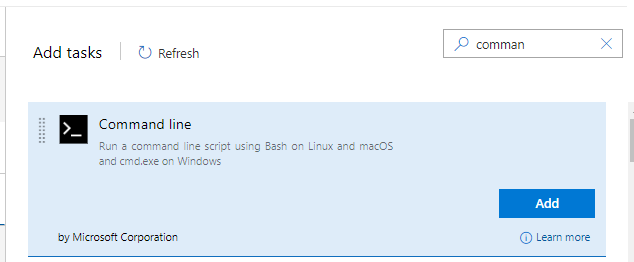 Add tasks
Refresh
comman
Command line
Run a command line script using Bash on Linux and macOS
and cmd.exe on Windows
Add
by Microsoft Corporation
Learn more